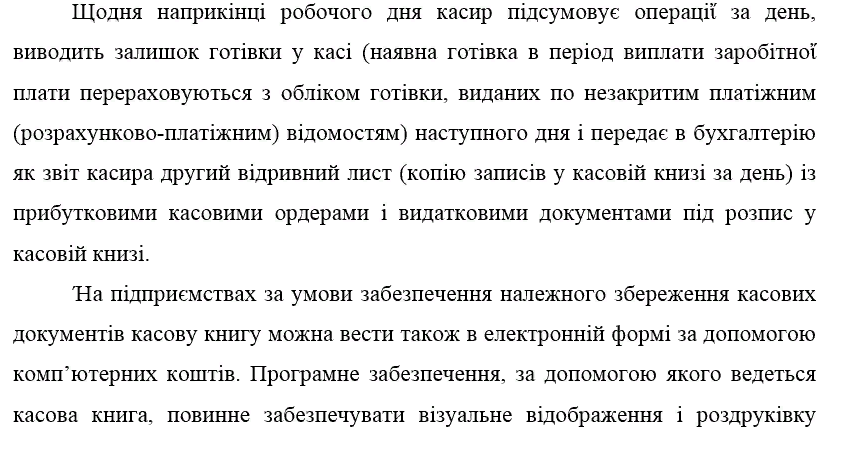 Щодня наприкінці робочого дня касир підсумовує операції за день,
виводить залишок готівки у касі (наявна готівка в період виплати заробітної
плати перераховуються з обліком готівки, виданих по незакритим платіжним
(розрахунково-платіжним) відомостям) наступного дня і передає в бухгалтерію
як звіт касира другий відривний лист (копію записів у касовій книзі за день) із
прибутковими касовими ордерами і видатковими документами під розпис у
касовій книзі.
На підприємствах за умови забезпечення належного збереження касових
документів касову книгу можна вести також в електронній формі за допомогою
комп’ютерних коштів. Програмне забезпечення, за допомогою якого ведеться
касова книга, повинне забезпечувати візуальне відображення і роздруківку